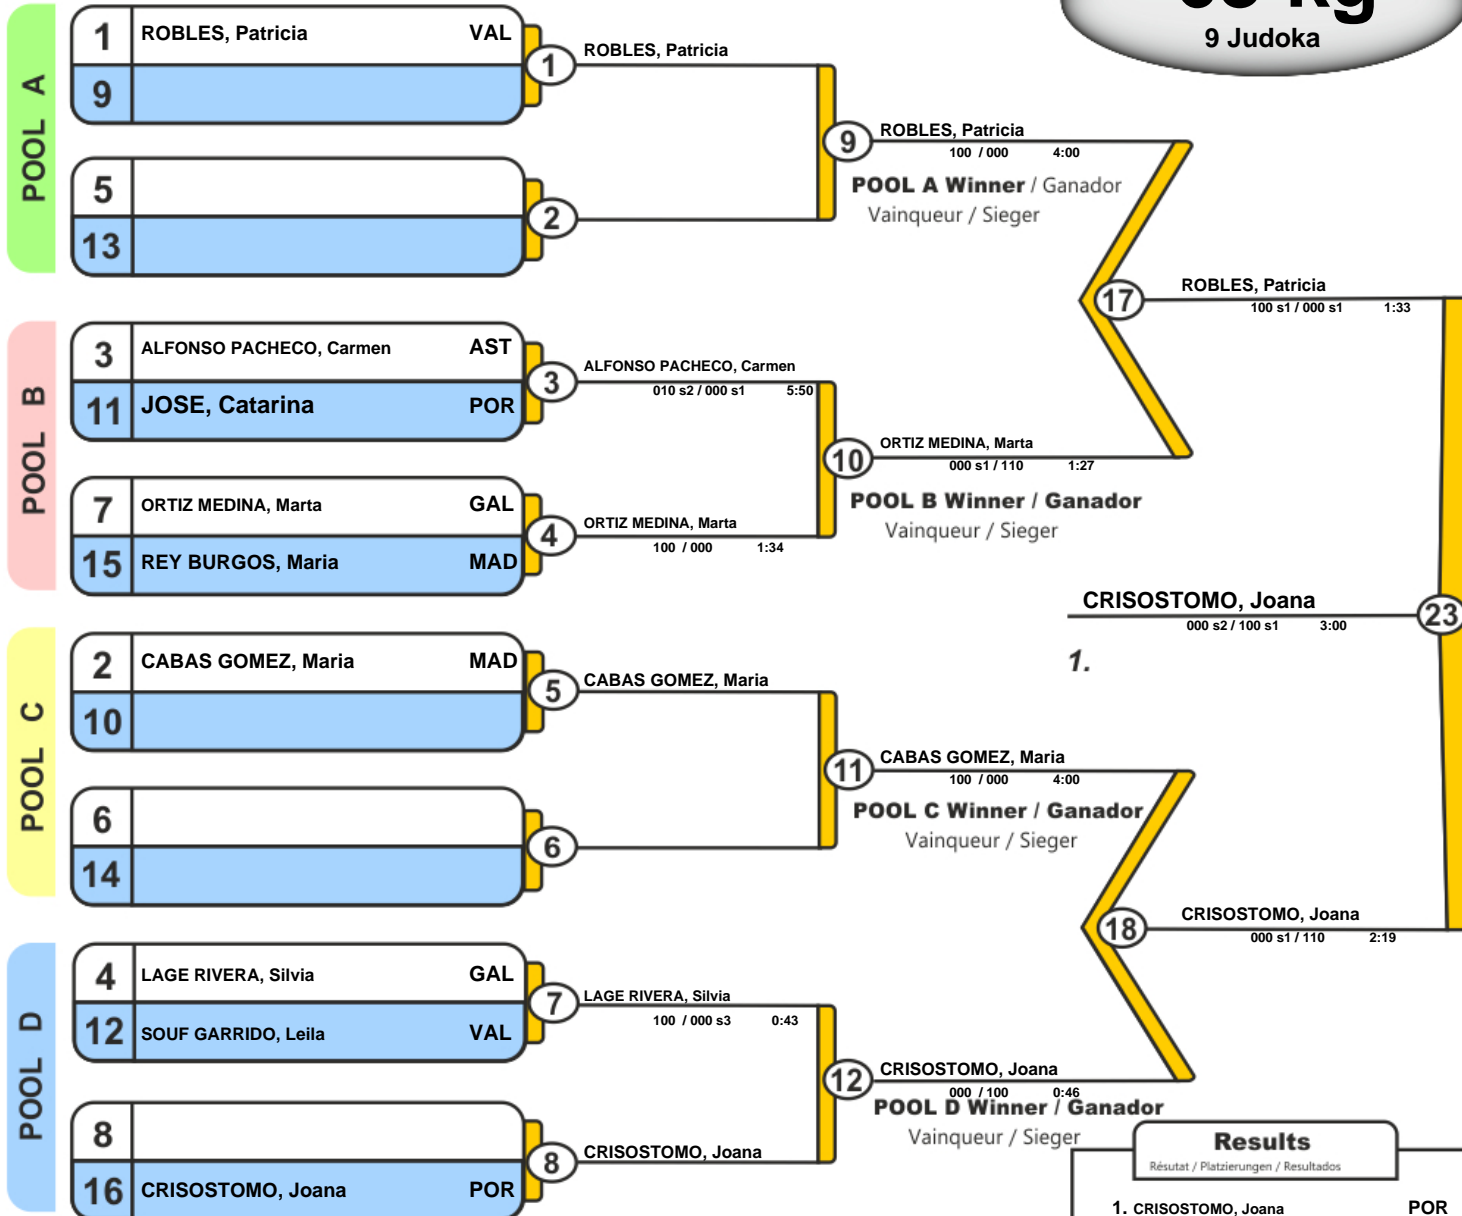 kg
9 Judoka
POOL A
1 ROBLES, Patricia VAL
9
1
ROBLES, Patricia
5
13
2
9
ROBLES, Patricia
100 / 000 4:00
POOL A Winner / Ganador
Vainqueur / Sieger
POOL B
3 ALFONSO PACHECO, Carmen AST
11 JOSE, Catarina POR
3
ALFONSO PACHECO, Carmen
010 s2 / 000 s1 5:50
7 ORTIZ MEDINA, Marta GAL
15 REY BURGOS, Maria MAD
4
ORTIZ MEDINA, Marta
100 / 000 1:34
10
ORTIZ MEDINA, Marta
000 s1 / 110 1:27
POOL B Winner / Ganador
Vainqueur / Sieger
17
ROBLES, Patricia
100 s1 / 000 s1 1:33
CRISOSTOMO, Joana
000 s2 / 100 s1 3:00
23
1.
POOL C
2 CABAS GOMEZ, Maria MAD
10
5
CABAS GOMEZ, Maria
6
14
6
11
CABAS GOMEZ, Maria
100 / 000 4:00
POOL C Winner / Ganador
Vainqueur / Sieger
POOL D
4 LAGE RIVERA, Silvia GAL
12 SOUF GARRIDO, Leila VAL
7
LAGE RIVERA, Silvia
100 / 000 s3 0:43
8
16 CRISOSTOMO, Joana POR
8
CRISOSTOMO, Joana
12
CRISOSTOMO, Joana
000 / 100 0:46
POOL D Winner / Ganador
Vainqueur / Sieger
18
CRISOSTOMO, Joana
000 s1 / 110 2:19
Results
Résutat / Platzierungen / Resultados
1. CRISOSTOMO, Joana POR